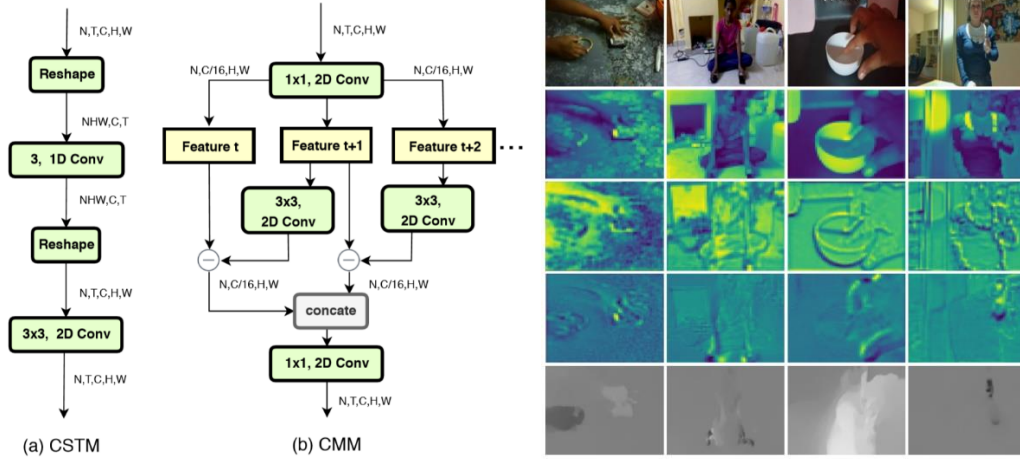 N,T,C,H,W
Reshape
NHW,C,T
3, 1D Conv
NHW,C,T
Reshape
N,T,C,H,W
3x3, 2D Conv
N,T,C,H,W
(a) CSTM
N,T,C,H,W
N,C/16,H,W
1x1, 2D Conv
N,C/16,H,W
Feature t
Feature t+1
Feature t+2
...
3x3,
2D Conv
3x3,
2D Conv
N,C/16,H,W
N,C/16,H,W
concate
1x1, 2D Conv
N,T,C,H,W
(b) CMM